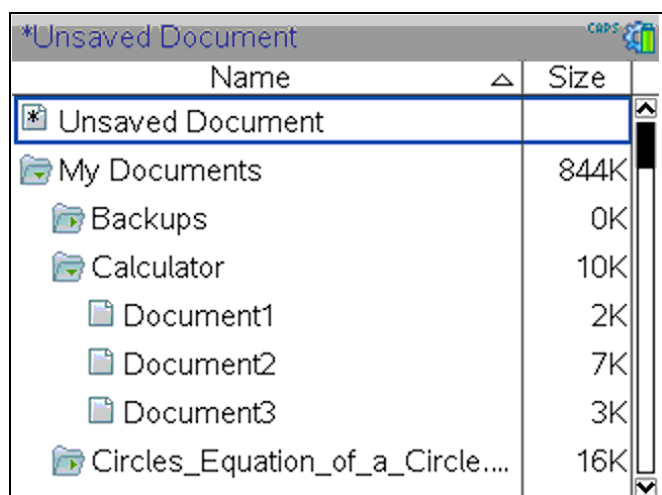 *Unsaved Document CAPS
Name Size
Unsaved Document
My Documents 844K
Backups 0K
Calculator 10K
Document1 2K
Document2 7K
Document3 3K
Circles_Equation_of_a_Circle.... 16K